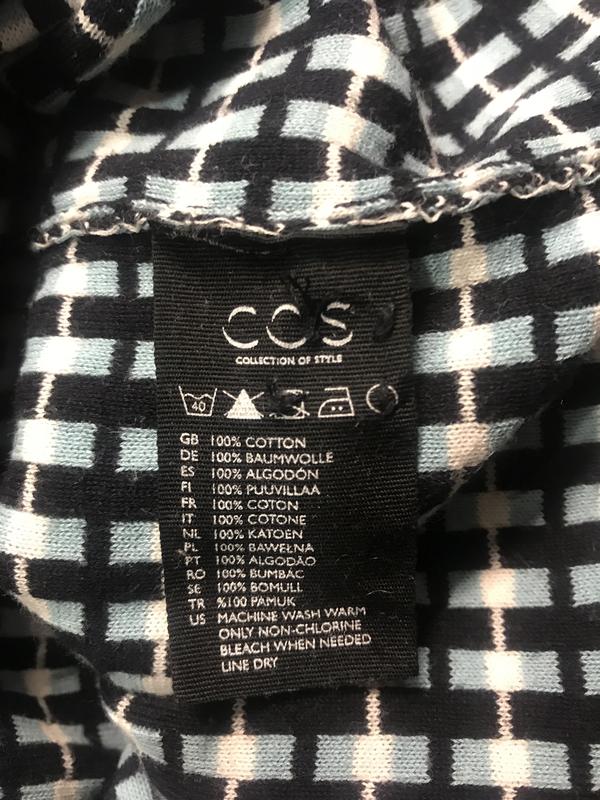 COS
COLLECTION OF STYLE
40
GB 100% COTTON
DE 100% BAUMWOLLE
ES 100% ALGODÓN
FI 100% PUUVILLAA
FR 100% COTON
IT 100% COTONE
NL 100% KATOEN
PL 100% BAWEŁNA
PT 100% ALGODÃO
RO 100% BUMBAC
SE 100% BOMULL
TR %100 PAMUK
US MACHINE WASH WARM
ONLY NON-CHLORINE
BLEACH WHEN NEEDED
LINE DRY